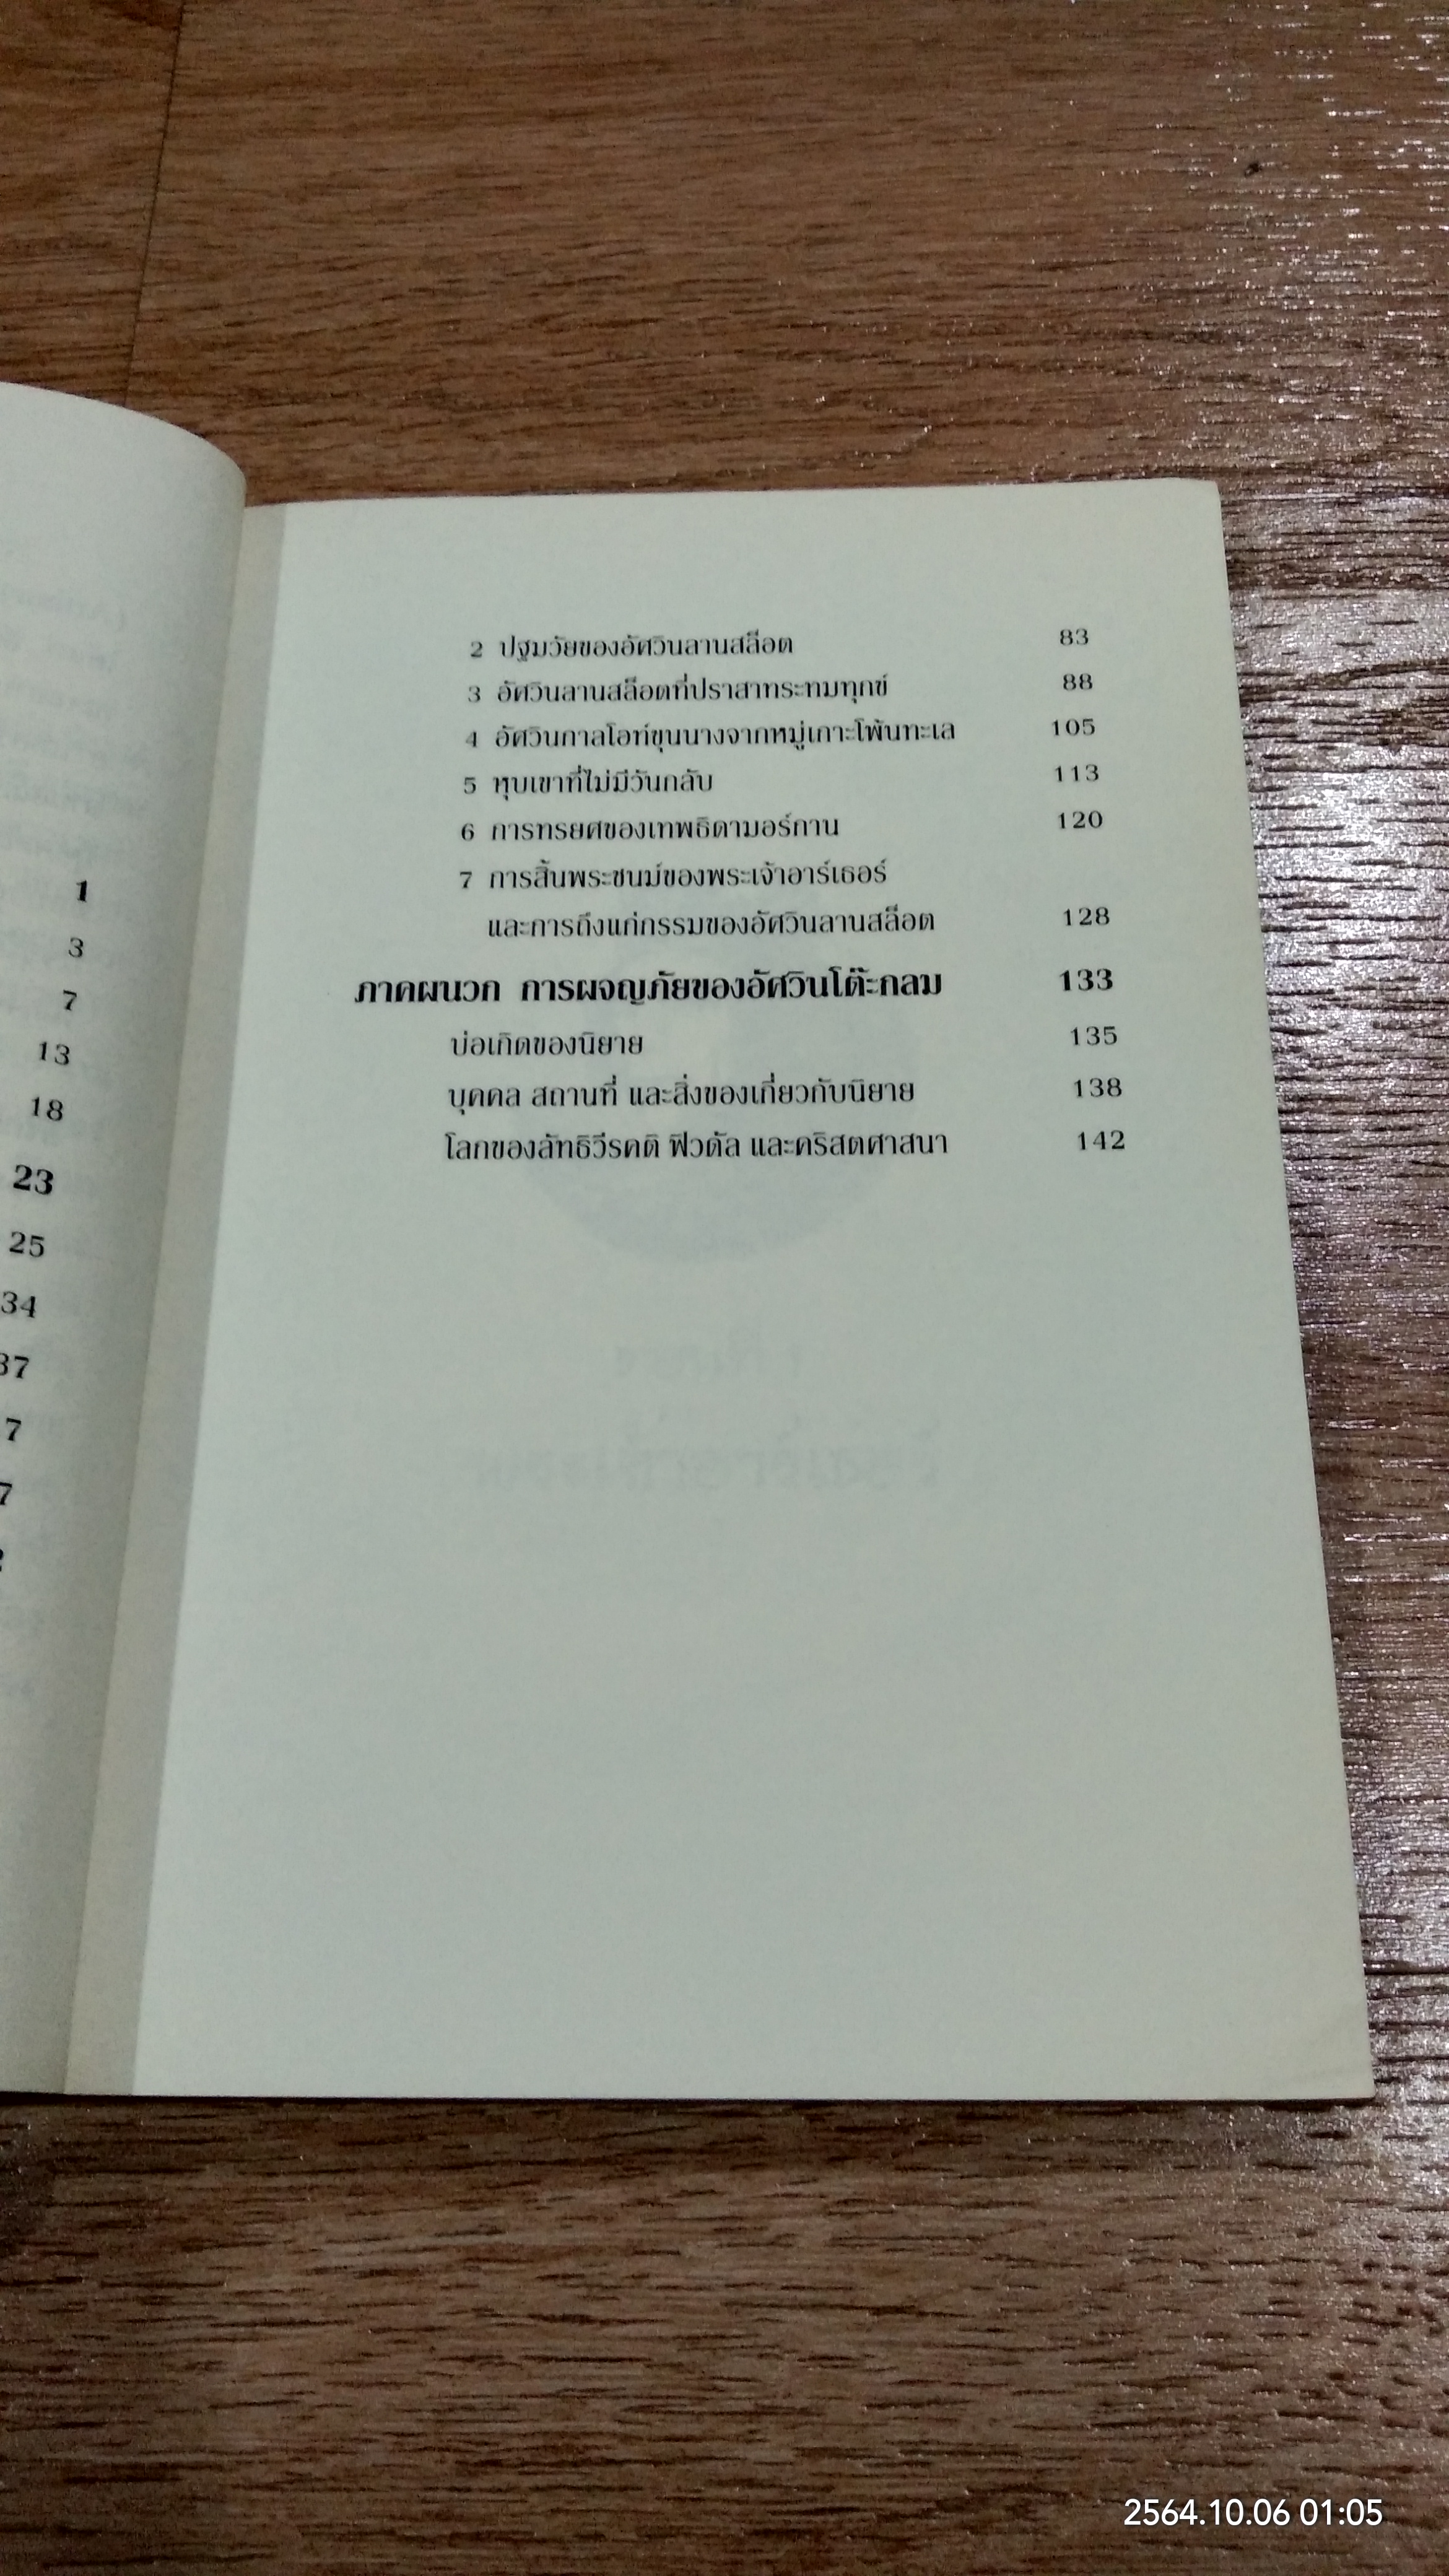 1
3
7
13
18
23
25
34
37
7
7
2 ปฐมวัยของอัศวินลานสล็อต 83
3 อัศวินลานสล็อตที่ปราสาทระทมทุกข์ 88
4 อัศวินกาลโอท์ขุนนางจากหมู่เกาะโพ้นทะเล 105
5 หุบเขาที่ไม่มีวันกลับ 113
6 การทรยศของเทพธิดามอร์กาน 120
7 การสิ้นพระชนม์ของพระเจ้าอาร์เธอร์
และการถึงแก่กรรมของอัศวินลานสล็อต 128
ภาคผนวก การผจญภัยของอัศวินโต๊ะกลม 133
บ่อเกิดของนิยาย 135
บุคคล สถานที่ และสิ่งของเกี่ยวกับนิยาย 138
โลกของลัทธิวีรคติ ฟิวดัล และคริสตศาสนา 142
2564.10.06 01:05